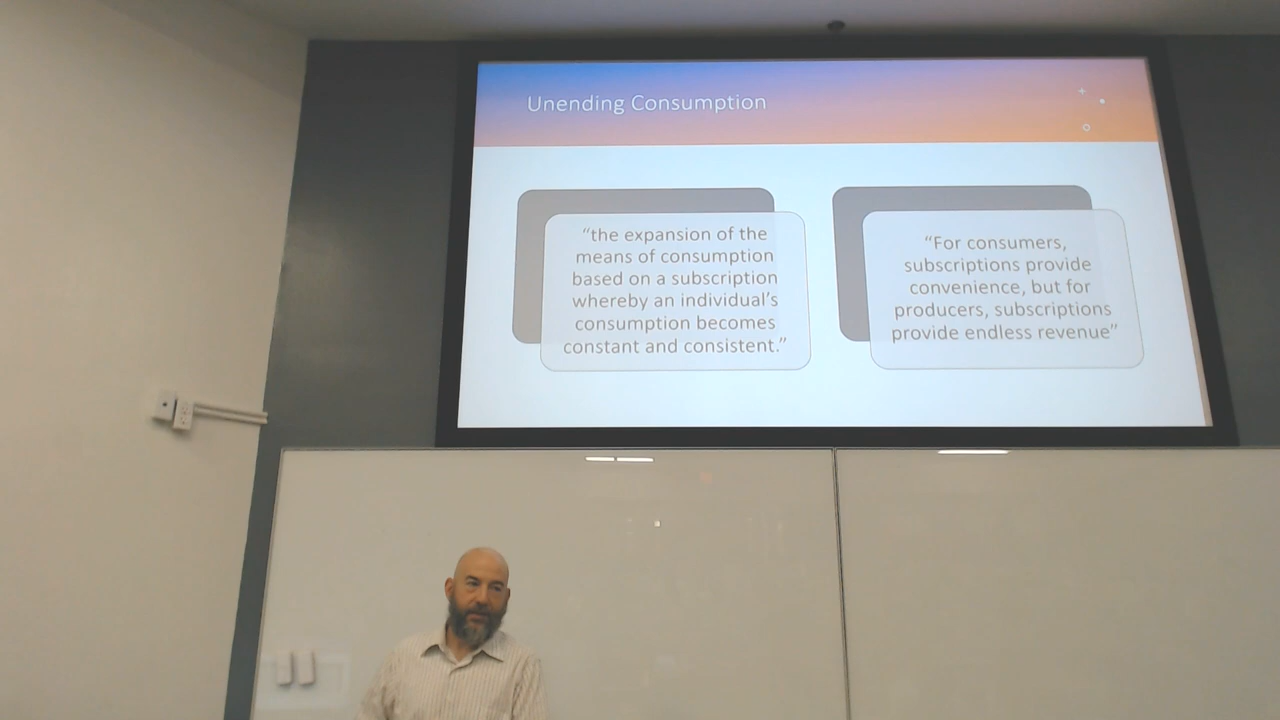 Unending Consumption
“the expansion of the
means of consumption
based on a subscription
whereby an individual’s
consumption becomes
constant and consistent.”
“For consumers,
subscriptions provide
convenience, but for
producers, subscriptions
provide endless revenue”